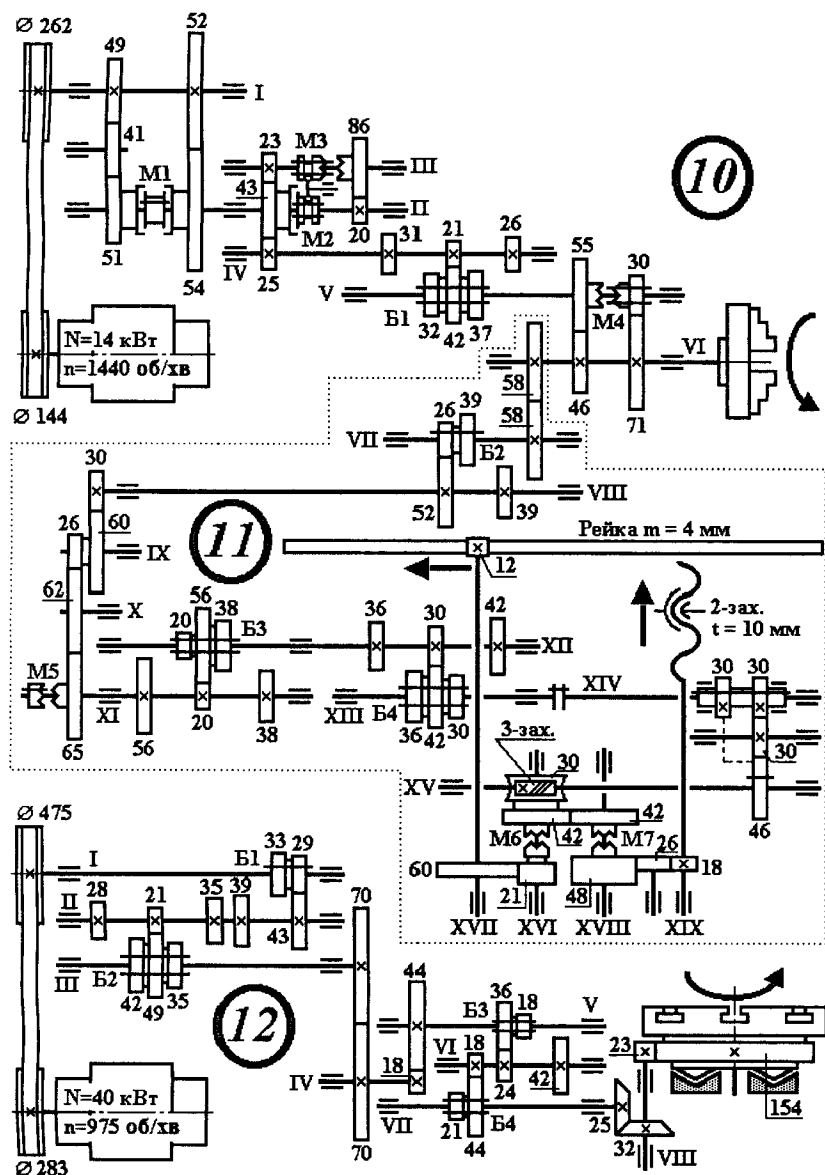 Ø 262
52
49
I
41
M1
23
M3
86
III
43
II
M2
20
31
21
26
IV
25
51
54
10
55
30
V
Б1
32
42
37
M4
VI
N=14 кВт
n=1440 об/хв
Ø 144
58
58
46
71
26
39
VII
Б2
30
VIII
52
39
26
60
11
IX
Рейка m = 4 мм
12
62
X
56
38
20
Б3
36
30
42
2-зах.
t = 10 мм
XII
M5
XI
20
XIII
Б4
XIV
30
30
65
56
38
36
42
30
3-зах.
30
30
XV
42
M6
42
M7
46
26
60
21
48
18
XVII
XVI
XVIII
XIX
Ø 475
I
Б1
33
29
II
28
21
35
39
70
43
III
Б2
42
49
35
12
44
36
Б3
18
V
VI
18
23
IV
18
24
42
154
N=40 кВт
n=975 об/хв
VII
21
Б4
25
44
32
VIII
Ø 283
70